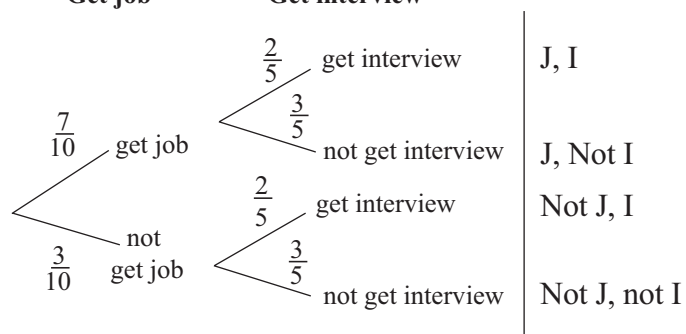 Get job Get interview
2/5 get interview J, I
3/5
7/10 get job
not get interview J, Not I
2/5 get interview Not J, I
not
3/10 get job 3/5
not get interview Not J, not I